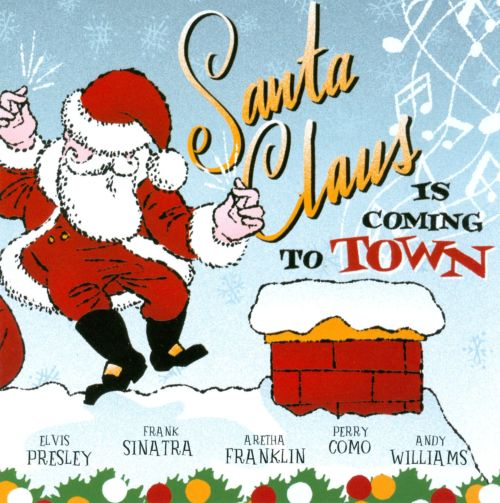 Santa
Claus
IS
COMING
TO TOWN
ELVIS
PRESLEY
FRANK
SINATRA
ARETHA
FRANKLIN
PERRY
COMO
ANDY
WILLIAMS